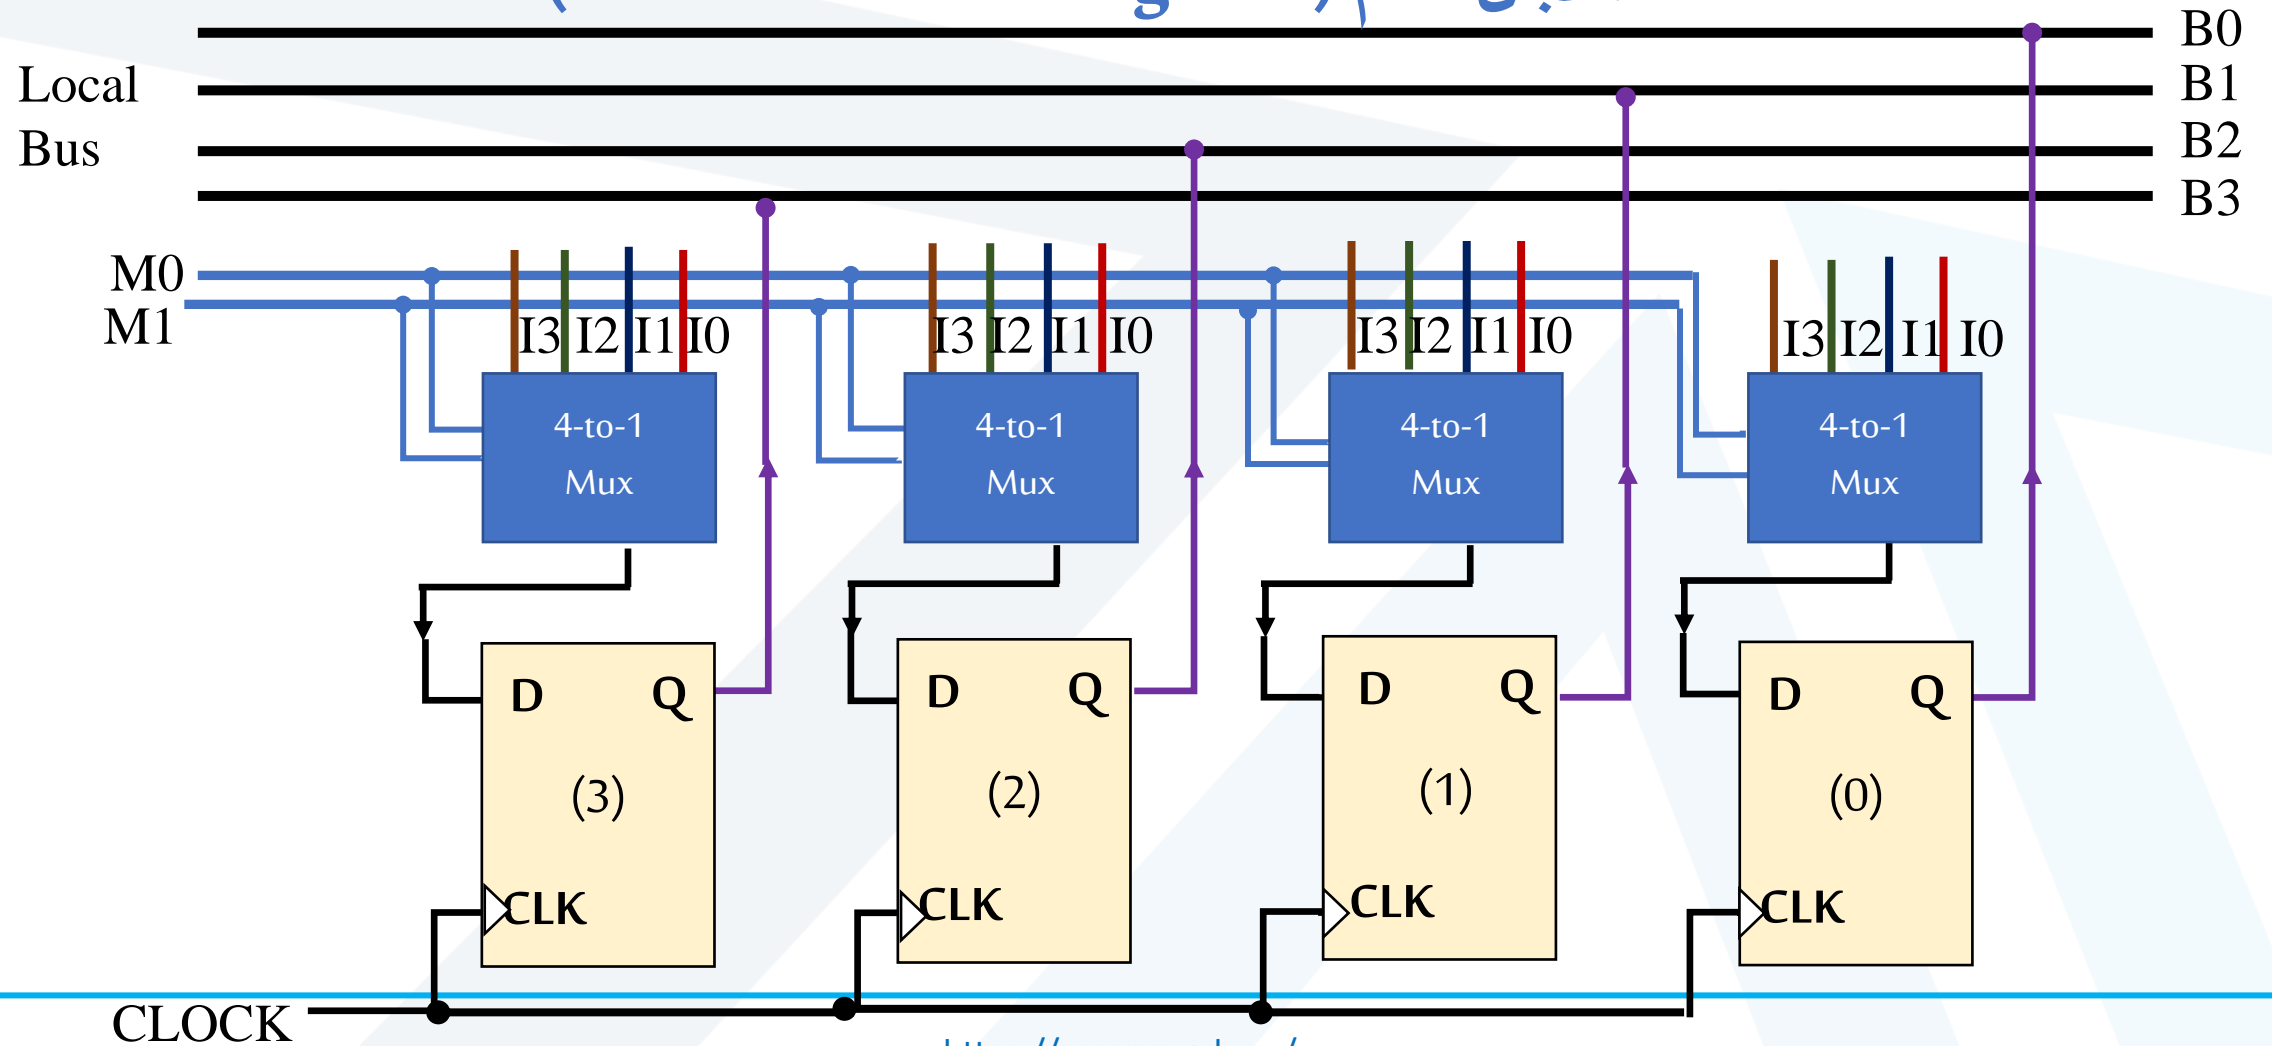 B0
Local
B1
Bus
B2
B3
M0
M1
I3 I2 I1 I0
I3 I2 I1 I0
I3 I2 I1 I0
I3 I2 I1 I0
4-to-1
Mux
4-to-1
Mux
4-to-1
Mux
4-to-1
Mux
D Q
(3)
CLK
D Q
(2)
CLK
D Q
(1)
CLK
D Q
(0)
CLK
CLOCK